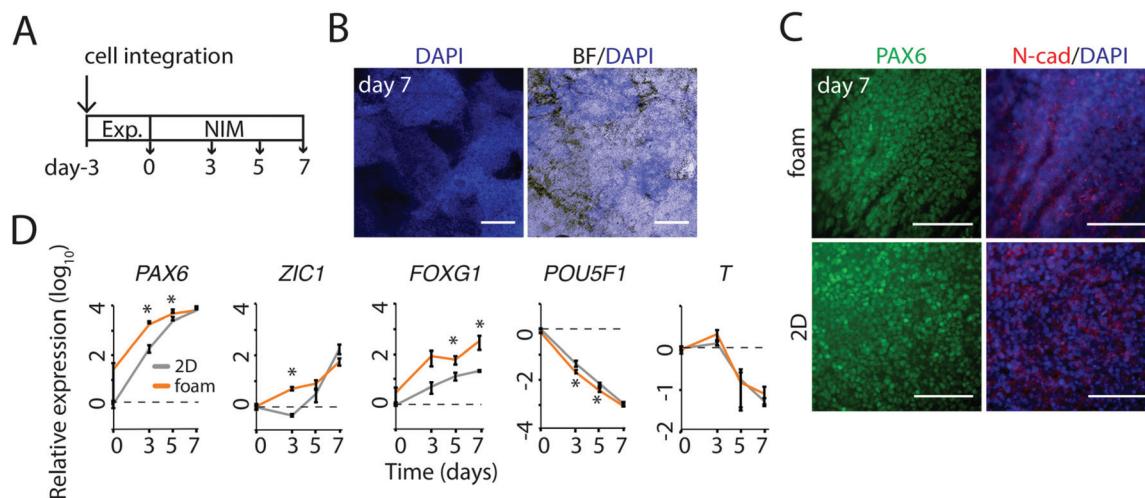 A
cell integration
Exp. NIM
day-3 0 3 5 7
B
DAPI BF/DAPI
day 7
C
PAX6 N-cad/DAPI
day 7
foam
2D
D
Relative expression (log10)
PAX6 ZIC1 FOXG1 POU5F1 T
4 2 0
* *
2D
foam
0 3 5 7
4 2 0
*
0 3 5 7
4 2 0
* *
0 3 5 7
0 -2 -4
* *
0 3 5 7
0 -1 -2
0 3 5 7
Time (days)